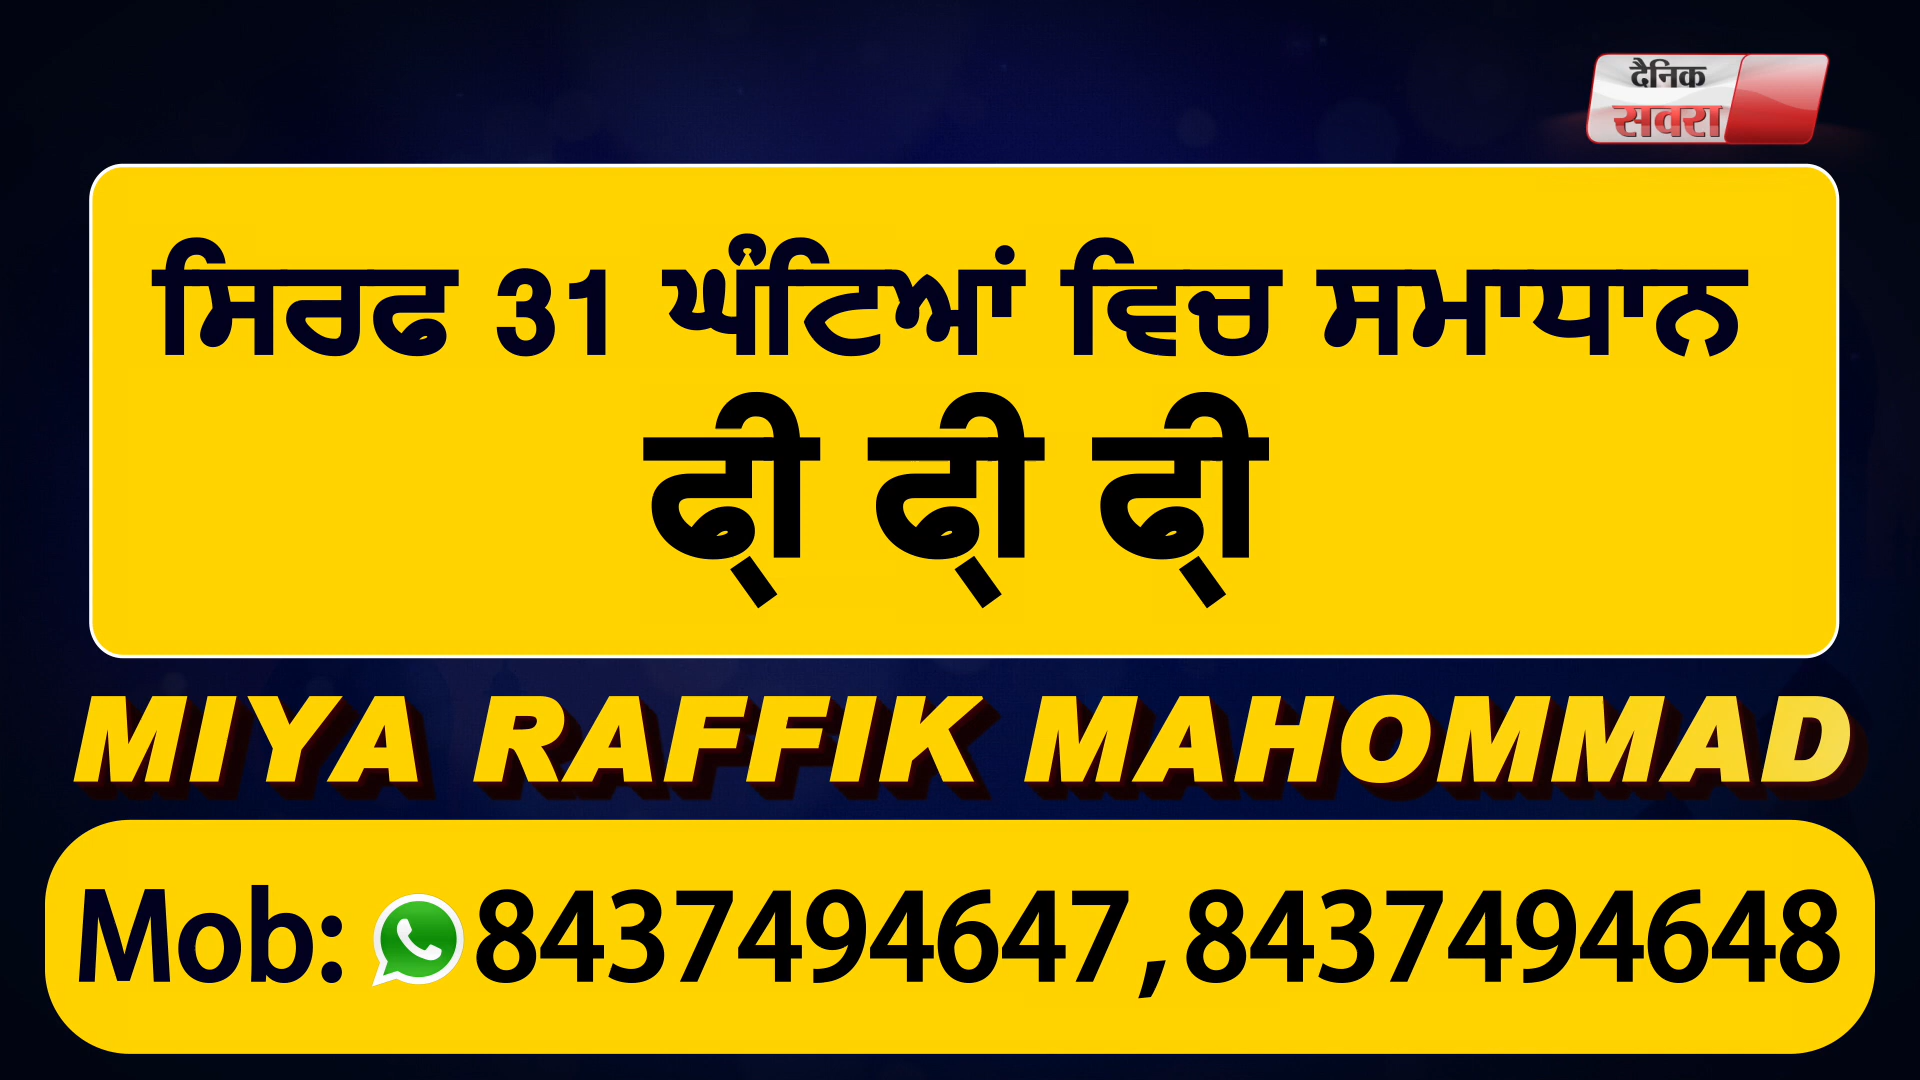 दैनिक
सवेरा
ਸਿਰਫ 31 ਘੰਟਿਆਂ ਵਿਚ ਸਮਾਧਾਨ
ਫ੍ਰੀ ਫ੍ਰੀ ਫ੍ਰੀ
MIYA RAFFIK MAHOMMAD
Mob: 8437494647, 8437494648